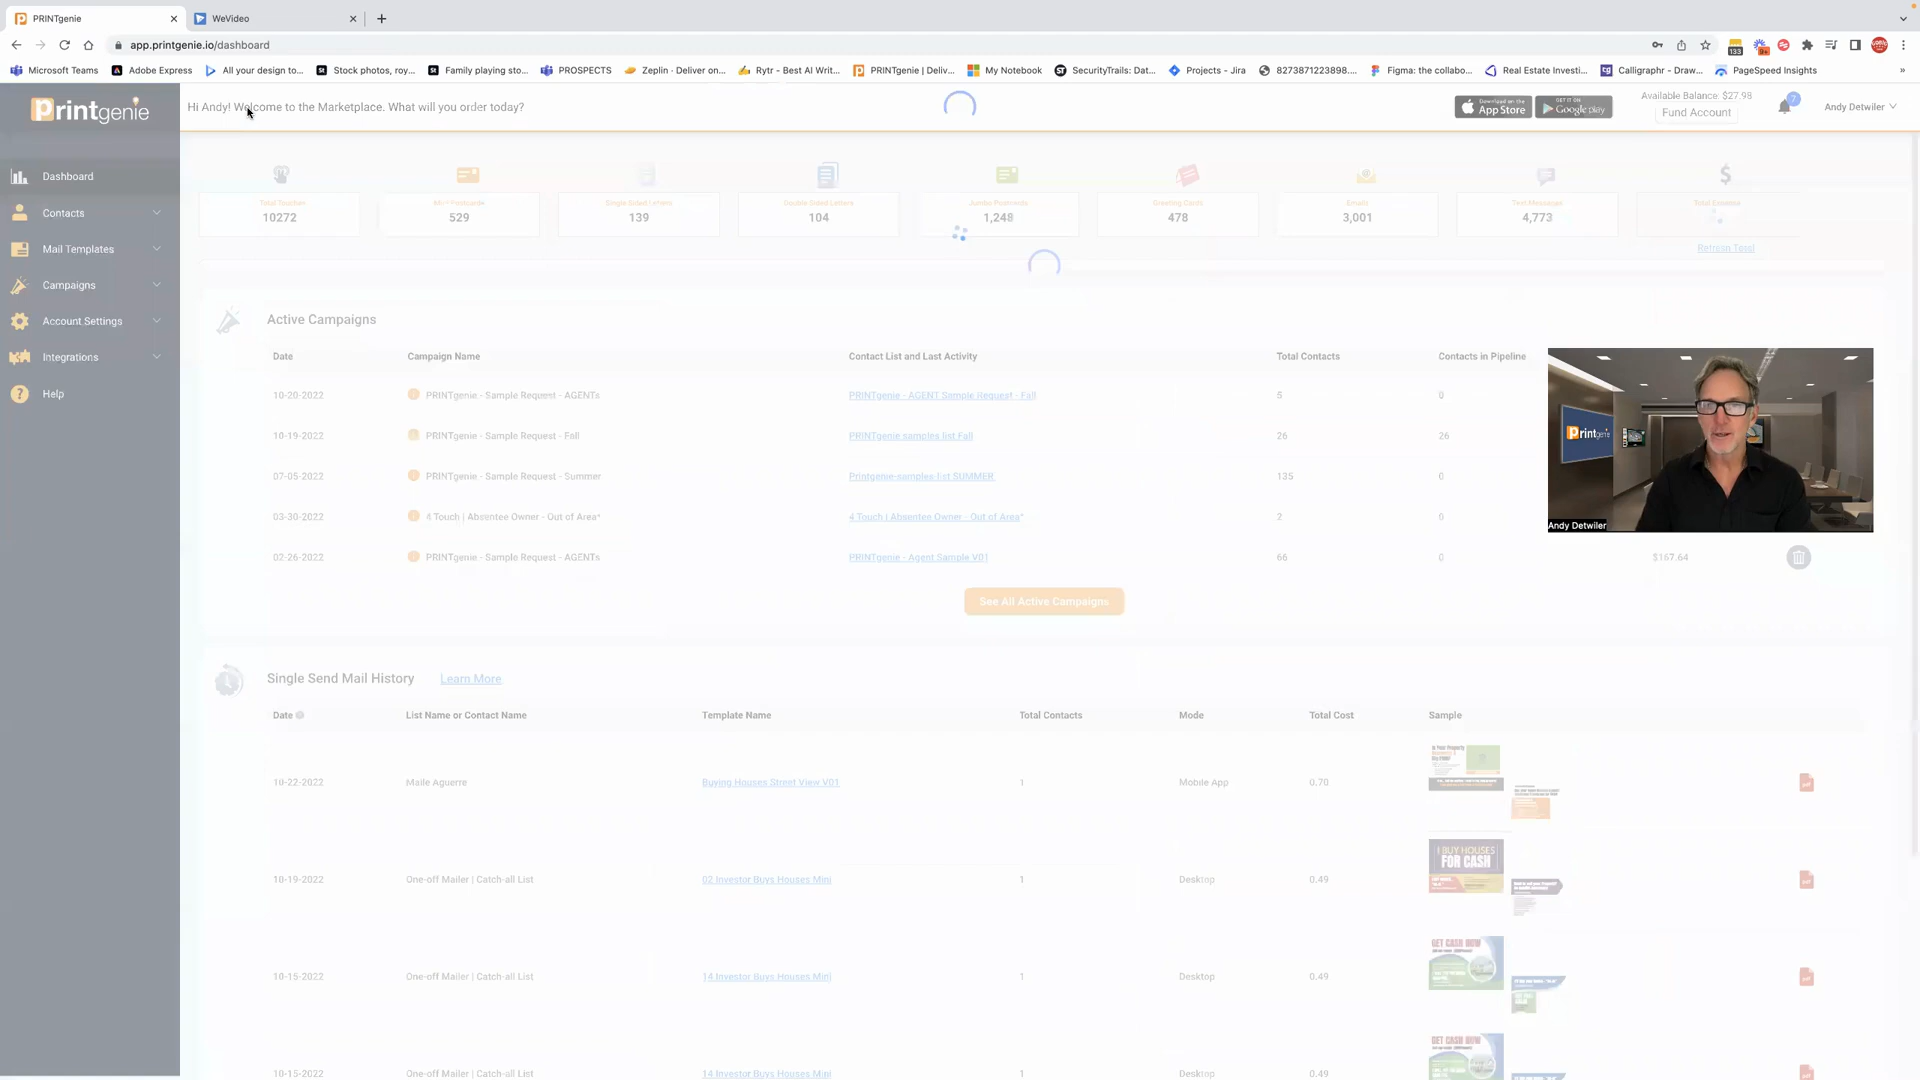 PRINTgenie
WeVideo
app.printgenie.io/dashboard
133
9+
Microsoft Teams
Adobe Express
All your design to...
Stock photos, roy...
Family playing sto...
PROSPECTS
Zeplin - Deliver on...
Rytr - Best AI Writ...
PRINTgenie | Deliv...
My Notebook
SecurityTrails: Dat...
Projects - Jira
8273871223898....
Figma: the collabo...
Real Estate Investi...
Calligraphr - Draw...
PageSpeed Insights
»
Printgenie
Hi Andy! Welcome to the Marketplace. What will you order today?
Download on the App Store
GET IT ON Google play
Available Balance: $27.98
Fund Account
7
Andy Detwiler
Dashboard
Contacts
Mail Templates
Campaigns
Account Settings
Integrations
Help
Total Touches
10272
Mini Postcards
529
Single Sided Letters
139
Double Sided Letters
104
Jumbo Postcards
1,248
Greeting Cards
478
Emails
3,001
Text Messages
4,773
Total Expense
Refresh Total
Active Campaigns
Date Campaign Name Contact List and Last Activity Total Contacts Contacts in Pipeline
10-20-2022 PRINTgenie - Sample Request - AGENTs PRINTgenie - AGENT Sample Request - Fall 5 0
10-19-2022 PRINTgenie - Sample Request - Fall PRINTgenie samples list Fall 26 26
07-05-2022 PRINTgenie - Sample Request - Summer Printgenie-samples-list SUMMER 135 0
03-30-2022 4 Touch | Absentee Owner - Out of Area* 4 Touch | Absentee Owner - Out of Area* 2 0
02-26-2022 PRINTgenie - Sample Request - AGENTs PRINTgenie - Agent Sample V01 66 0 $167.64
See All Active Campaigns
Printgenie
Andy Detwiler
Single Send Mail History Learn More
Date List Name or Contact Name Template Name Total Contacts Mode Total Cost Sample
10-22-2022 Maile Aguerre Buying Houses Street View V01 1 Mobile App 0.70
10-19-2022 One-off Mailer | Catch-all List 02 Investor Buys Houses Mini 1 Desktop 0.49
I BUY HOUSES
FOR CASH
10-15-2022 One-off Mailer | Catch-all List 14 Investor Buys Houses Mini 1 Desktop 0.49
GET CASH NOW
10-15-2022 One-off Mailer | Catch-all List 14 Investor Buys Houses Mini 1 Desktop 0.49
GET CASH NOW